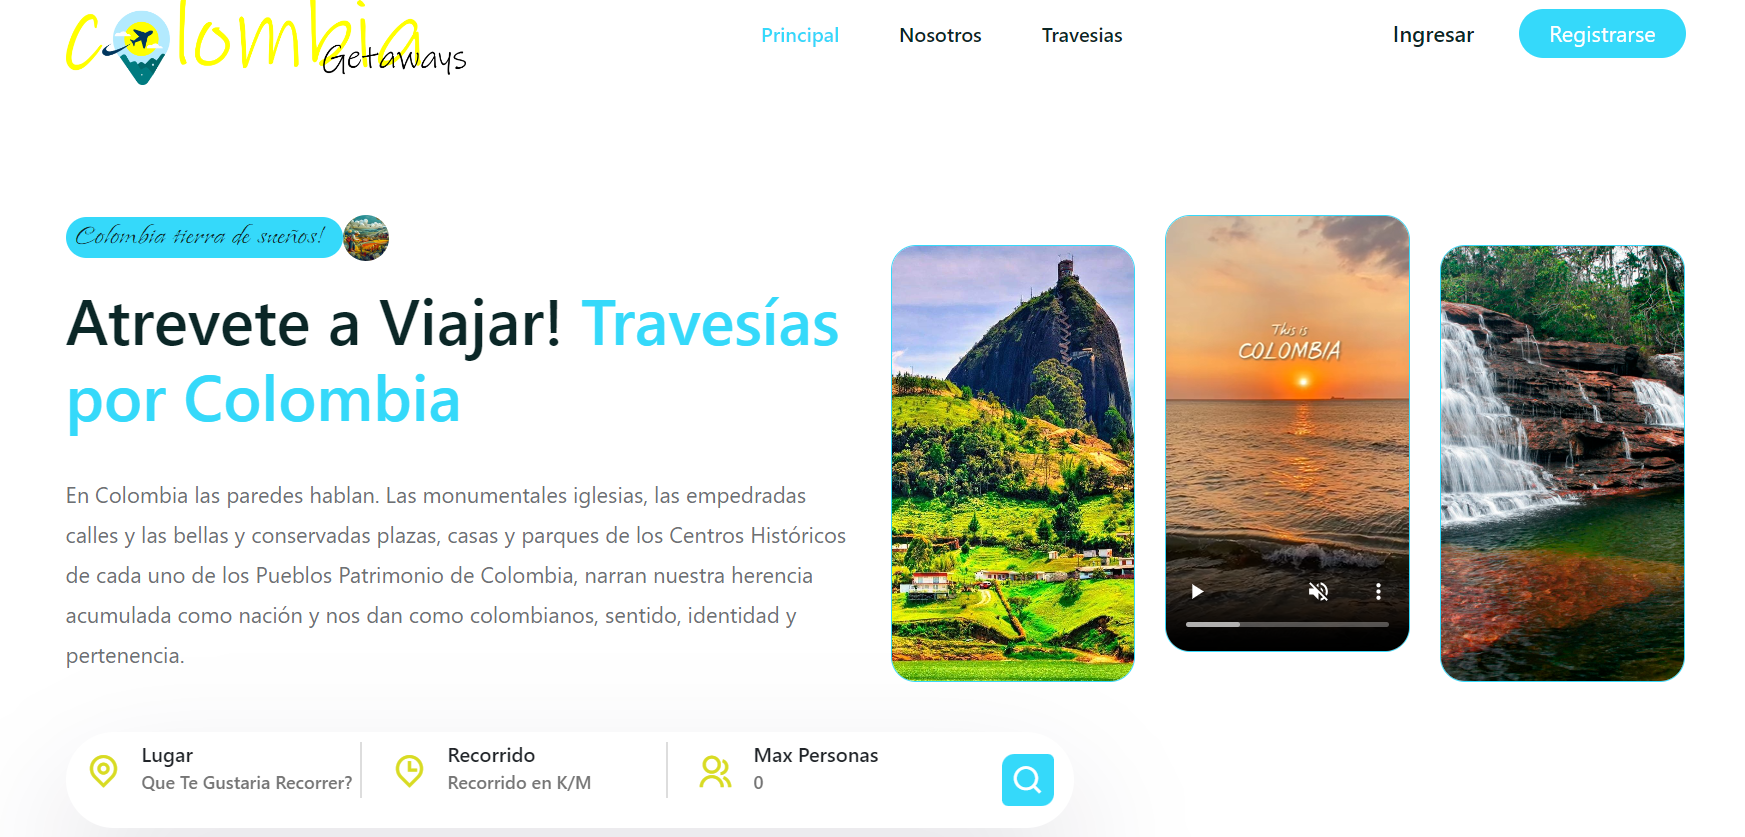 Colombia
Getaways
Principal
Nosotros
Travesias
Ingresar
Registrarse
Colombia tierra de sueños!
Atrevete a Viajar! Travesías
por Colombia
En Colombia las paredes hablan. Las monumentales iglesias, las empedradas
calles y las bellas y conservadas plazas, casas y parques de los Centros Históricos
de cada uno de los Pueblos Patrimonio de Colombia, narran nuestra herencia
acumulada como nación y nos dan como colombianos, sentido, identidad y
pertenencia.
This is
COLOMBIA
Lugar
Que Te Gustaria Recorrer?
Recorrido
Recorrido en K/M
Max Personas
0